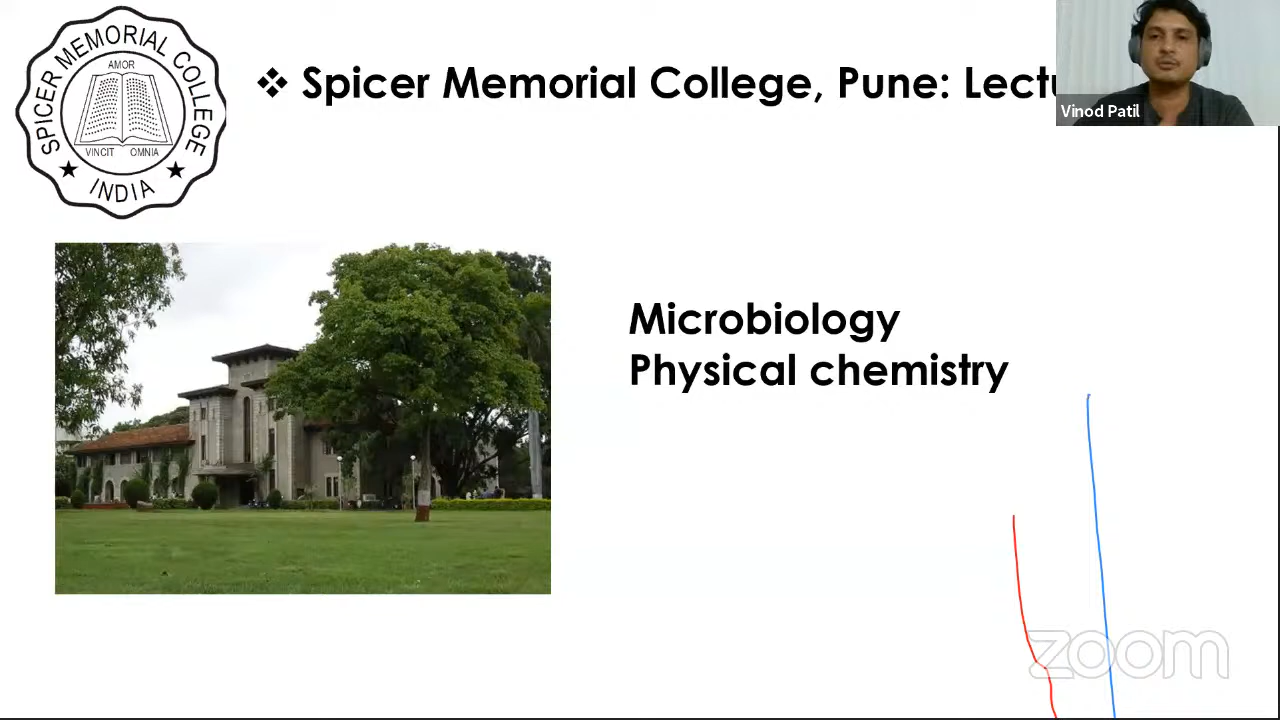 SPICER MEMORIAL COLLEGE
AMOR
VINCIT OMNIA
INDIA
❖ Spicer Memorial College, Pune: Lectu
Vinod Patil
Microbiology
Physical chemistry
zoom